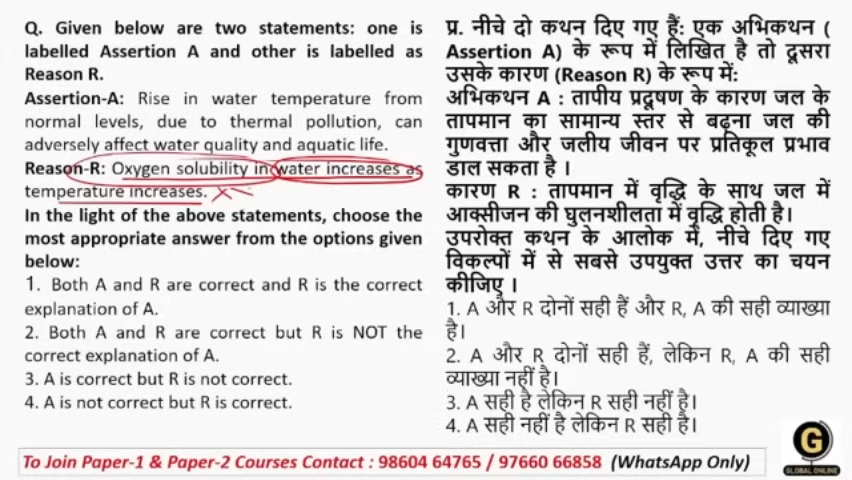 Q. Given below are two statements: one is
labelled Assertion A and other is labelled as
Reason R.
Assertion-A: Rise in water temperature from
normal levels, due to thermal pollution, can
adversely affect water quality and aquatic life.
Reason-R: Oxygen solubility in water increases as
temperature increases.
In the light of the above statements, choose the
most appropriate answer from the options given
below:
1. Both A and R are correct and R is the correct
explanation of A.
2. Both A and R are correct but R is NOT the
correct explanation of A.
3. A is correct but R is not correct.
4. A is not correct but R is correct.
प्र. नीचे दो कथन दिए गए हैं: एक अभिकथन (
Assertion A) के रूप में लिखित है तो दूसरा
उसके कारण (Reason R) के रूप में:
अभिकथन A : तापीय प्रदूषण के कारण जल के
तापमान का सामान्य स्तर से बढ़ना जल की
गुणवत्ता और जलीय जीवन पर प्रतिकूल प्रभाव
डाल सकता है ।
कारण R : तापमान में वृद्धि के साथ जल में
आक्सीजन की घुलनशीलता में वृद्धि होती है।
उपरोक्त कथन के आलोक में, नीचे दिए गए
विकल्पों में से सबसे उपयुक्त उत्तर का चयन
कीजिए ।
1. A और R दोनों सही हैं और R, A की सही व्याख्या
है।
2. A और R दोनों सही हैं, लेकिन R, A की सही
व्याख्या नहीं है।
3. A सही है लेकिन R सही नहीं है।
4. A सही नहीं है लेकिन R सही है।
G
GLOBAL ONLINE
To Join Paper-1 & Paper-2 Courses Contact : 98604 64765 / 97660 66858 (WhatsApp Only)